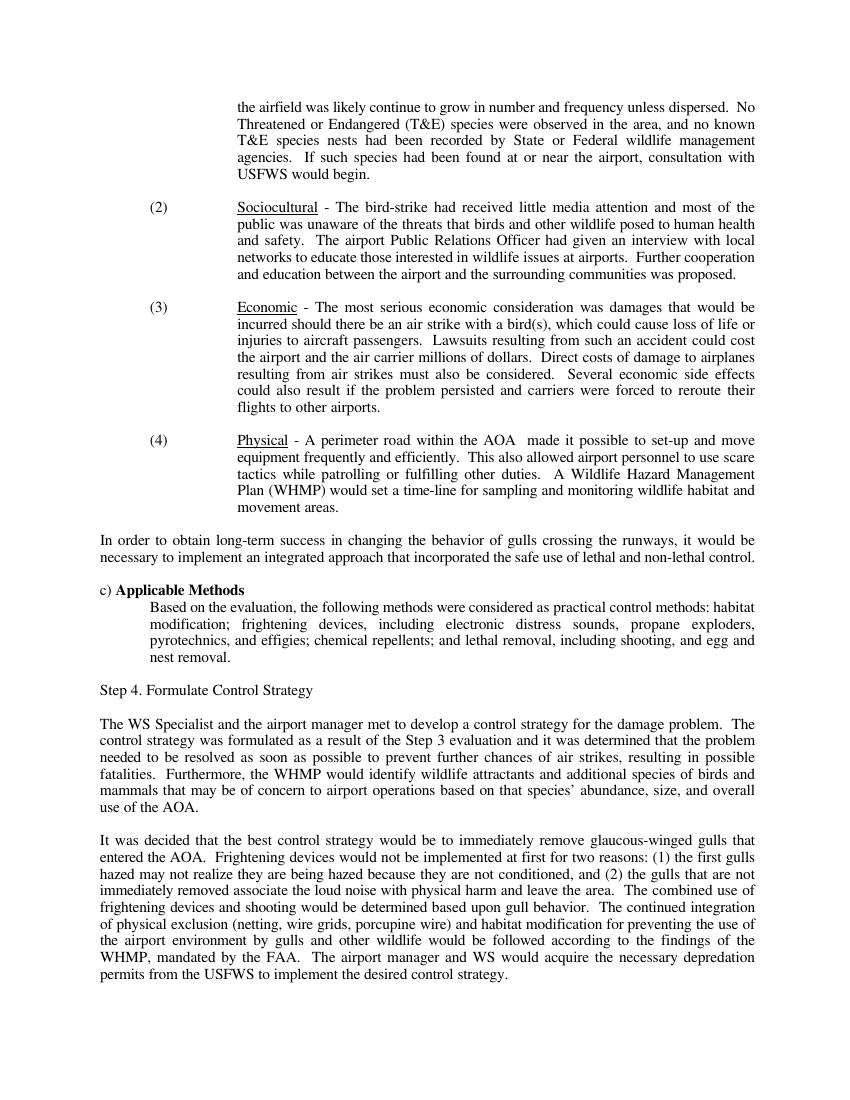 the airfield was likely continue to grow in number and frequency unless dispersed. No
Threatened or Endangered (T&E) species were observed in the area, and no known
T&E species nests had been recorded by State or Federal wildlife management
agencies. If such species had been found at or near the airport, consultation with
USFWS would begin.
(2) Sociocultural - The bird-strike had received little media attention and most of the
public was unaware of the threats that birds and other wildlife posed to human health
and safety. The airport Public Relations Officer had given an interview with local
networks to educate those interested in wildlife issues at airports. Further cooperation
and education between the airport and the surrounding communities was proposed.
(3) Economic - The most serious economic consideration was damages that would be
incurred should there be an air strike with a bird(s), which could cause loss of life or
injuries to aircraft passengers. Lawsuits resulting from such an accident could cost
the airport and the air carrier millions of dollars. Direct costs of damage to airplanes
resulting from air strikes must also be considered. Several economic side effects
could also result if the problem persisted and carriers were forced to reroute their
flights to other airports.
(4) Physical - A perimeter road within the AOA made it possible to set-up and move
equipment frequently and efficiently. This also allowed airport personnel to use scare
tactics while patrolling or fulfilling other duties. A Wildlife Hazard Management
Plan (WHMP) would set a time-line for sampling and monitoring wildlife habitat and
movement areas.
In order to obtain long-term success in changing the behavior of gulls crossing the runways, it would be
necessary to implement an integrated approach that incorporated the safe use of lethal and non-lethal control.
c) Applicable Methods
Based on the evaluation, the following methods were considered as practical control methods: habitat
modification; frightening devices, including electronic distress sounds, propane exploders,
pyrotechnics, and effigies; chemical repellents; and lethal removal, including shooting, and egg and
nest removal.
Step 4. Formulate Control Strategy
The WS Specialist and the airport manager met to develop a control strategy for the damage problem. The
control strategy was formulated as a result of the Step 3 evaluation and it was determined that the problem
needed to be resolved as soon as possible to prevent further chances of air strikes, resulting in possible
fatalities. Furthermore, the WHMP would identify wildlife attractants and additional species of birds and
mammals that may be of concern to airport operations based on that species’ abundance, size, and overall
use of the AOA.
It was decided that the best control strategy would be to immediately remove glaucous-winged gulls that
entered the AOA. Frightening devices would not be implemented at first for two reasons: (1) the first gulls
hazed may not realize they are being hazed because they are not conditioned, and (2) the gulls that are not
immediately removed associate the loud noise with physical harm and leave the area. The combined use of
frightening devices and shooting would be determined based upon gull behavior. The continued integration
of physical exclusion (netting, wire grids, porcupine wire) and habitat modification for preventing the use of
the airport environment by gulls and other wildlife would be followed according to the findings of the
WHMP, mandated by the FAA. The airport manager and WS would acquire the necessary depredation
permits from the USFWS to implement the desired control strategy.